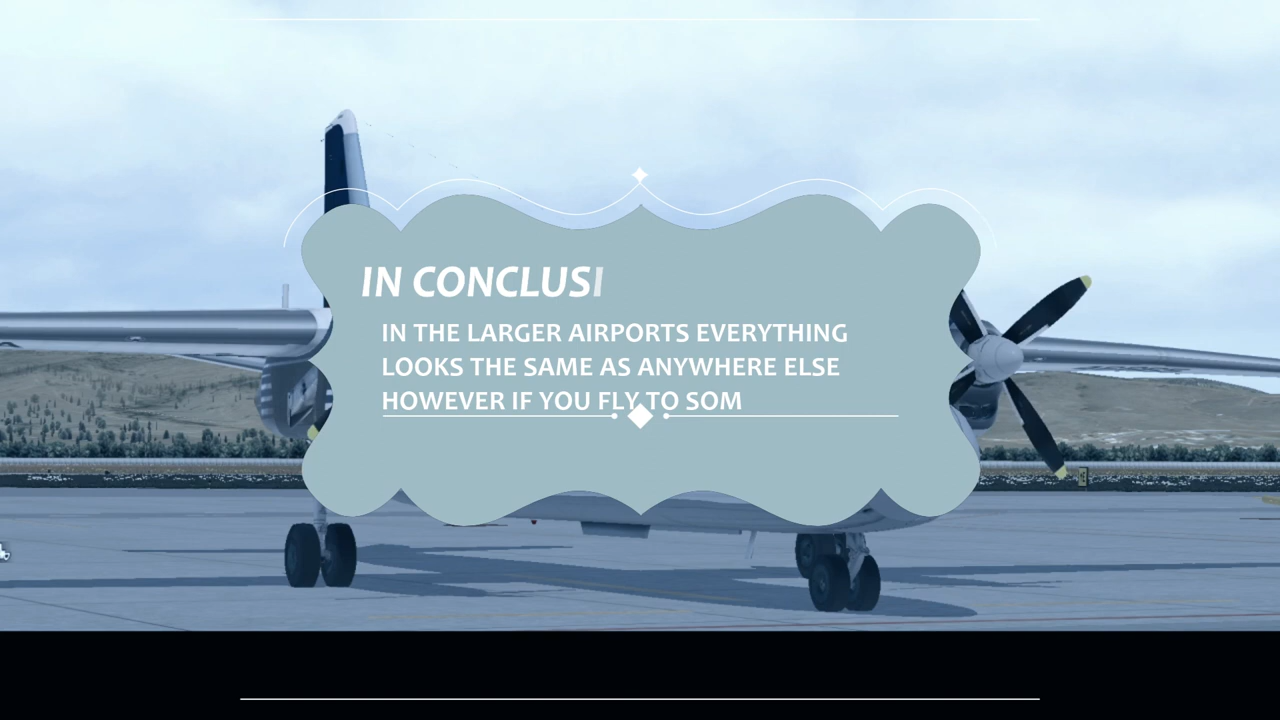 IN CONCLUSI
IN THE LARGER AIRPORTS EVERYTHING
LOOKS THE SAME AS ANYWHERE ELSE
HOWEVER IF YOU FLY TO SOM